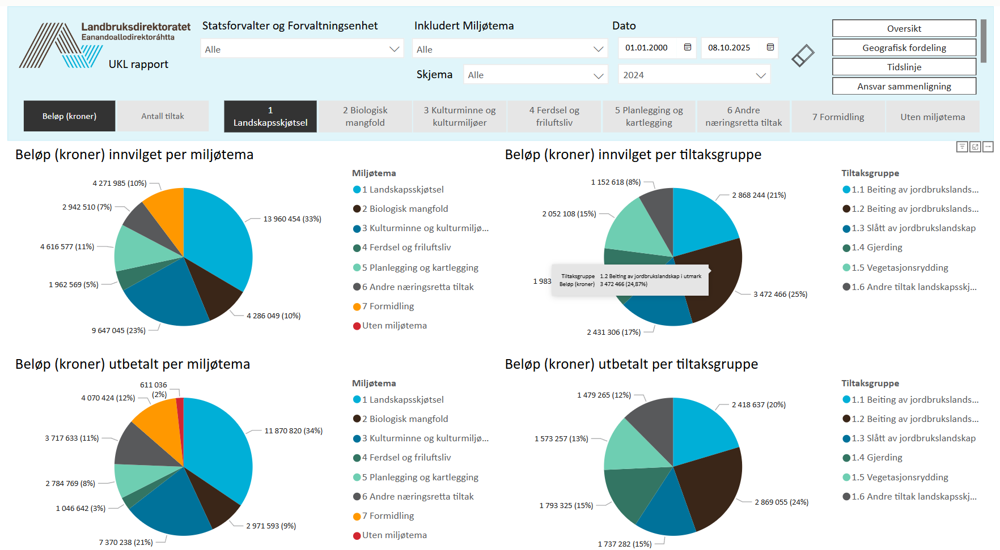 Landbruksdirektoratet
Eanandoallodirektoráhtta
UKL rapport
Statsforvalter og Forvaltningsenhet
Alle
Inkludert Miljøtema
Alle
Skjema
Alle
Dato
01.01.2000
08.10.2025
2024
Oversikt
Geografisk fordeling
Tidslinje
Ansvar sammenligning
Beløp (kroner)
Antall tiltak
1
Landskapsskjøtsel
2 Biologisk
mangfold
3 Kulturminne og
kulturmiljøer
4 Ferdsel og
friluftsliv
5 Planlegging og
kartlegging
6 Andre
næringsretta tiltak
7 Formidling
Uten miljøtema
Beløp (kroner) innvilget per miljøtema
4 271 985 (10%)
2 942 510 (7%)
13 960 454 (33%)
4 616 577 (11%)
1 962 569 (5%)
4 286 049 (10%)
9 647 045 (23%)
Miljøtema
1 Landskapsskjøtsel
2 Biologisk mangfold
3 Kulturminne og kulturmiljø...
4 Ferdsel og friluftsliv
5 Planlegging og kartlegging
6 Andre næringsretta tiltak
7 Formidling
Uten miljøtema
Beløp (kroner) innvilget per tiltaksgruppe
1 152 618 (8%)
2 868 244 (21%)
2 052 108 (15%)
1 983
Tiltaksgruppe 1.2 Beiting av jordbrukslandskap i utmark
Beløp (kroner) 3 472 466 (24,87%)
3 472 466 (25%)
2 431 306 (17%)
Tiltaksgruppe
1.1 Beiting av jordbrukslands...
1.2 Beiting av jordbrukslands...
1.3 Slått av jordbrukslandskap
1.4 Gjerding
1.5 Vegetasjonsrydding
1.6 Andre tiltak landskapsskj...
Beløp (kroner) utbetalt per miljøtema
611 036
(2%)
4 070 424 (12%)
11 870 820 (34%)
3 717 633 (11%)
2 784 769 (8%)
1 046 642 (3%)
2 971 593 (9%)
7 370 238 (21%)
Miljøtema
1 Landskapsskjøtsel
2 Biologisk mangfold
3 Kulturminne og kulturmiljø...
4 Ferdsel og friluftsliv
5 Planlegging og kartlegging
6 Andre næringsretta tiltak
7 Formidling
Uten miljøtema
Beløp (kroner) utbetalt per tiltaksgruppe
1 479 265 (12%)
2 418 637 (20%)
1 573 257 (13%)
1 793 325 (15%)
2 869 055 (24%)
1 737 282 (15%)
Tiltaksgruppe
1.1 Beiting av jordbrukslands...
1.2 Beiting av jordbrukslands...
1.3 Slått av jordbrukslandskap
1.4 Gjerding
1.5 Vegetasjonsrydding
1.6 Andre tiltak landskapsskj...